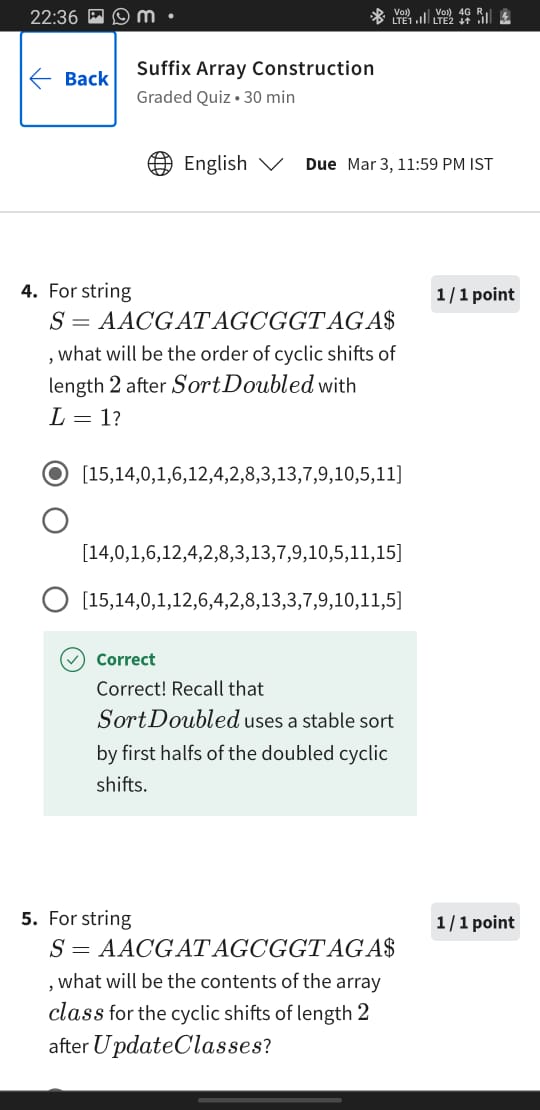 22:36 m •
Vo)) LTE1 Vo)) LTE2 4G R
← Back
Suffix Array Construction
Graded Quiz • 30 min
English
Due Mar 3, 11:59 PM IST
4. For string
1 / 1 point
S = AACGATAGCGGTAGA$
, what will be the order of cyclic shifts of
length 2 after SortDoubled with
L = 1?
[15,14,0,1,6,12,4,2,8,3,13,7,9,10,5,11]
[14,0,1,6,12,4,2,8,3,13,7,9,10,5,11,15]
[15,14,0,1,12,6,4,2,8,13,3,7,9,10,11,5]
Correct
Correct! Recall that
SortDoubled uses a stable sort
by first halfs of the doubled cyclic
shifts.
5. For string
1 / 1 point
S = AACGATAGCGGTAGA$
, what will be the contents of the array
class for the cyclic shifts of length 2
after UpdateClasses?